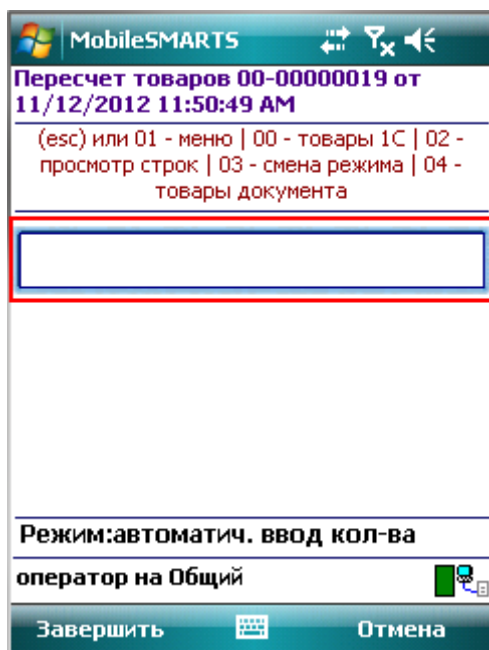 MobileSMARTS
Пересчет товаров 00-00000019 от
11/12/2012 11:50:49 AM
(esc) или 01 - меню | 00 - товары 1С | 02 -
просмотр строк | 03 - смена режима | 04 -
товары документа
Режим:автоматич. ввод кол-ва
оператор на Общий
Завершить
Отмена